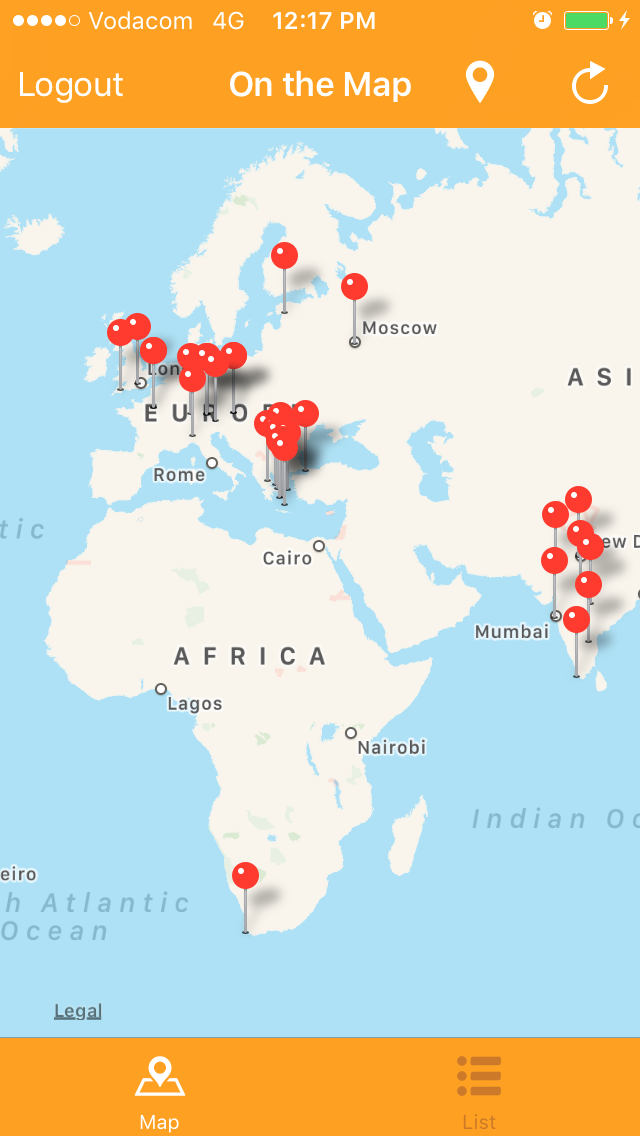 Vodacom 4G 12:17 PM
Logout On the Map
Moscow
Lon
ASI
EUROPE
Rome
tic
Cairo
ew D
Mumbai
AFRICA
Lagos
Nairobi
Indian Oc
eiro
h Atlantic
Ocean
Legal
Map List